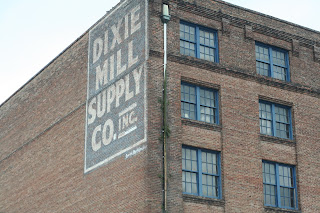 DIXIE
MILL
SUPPLY
CO. INC.